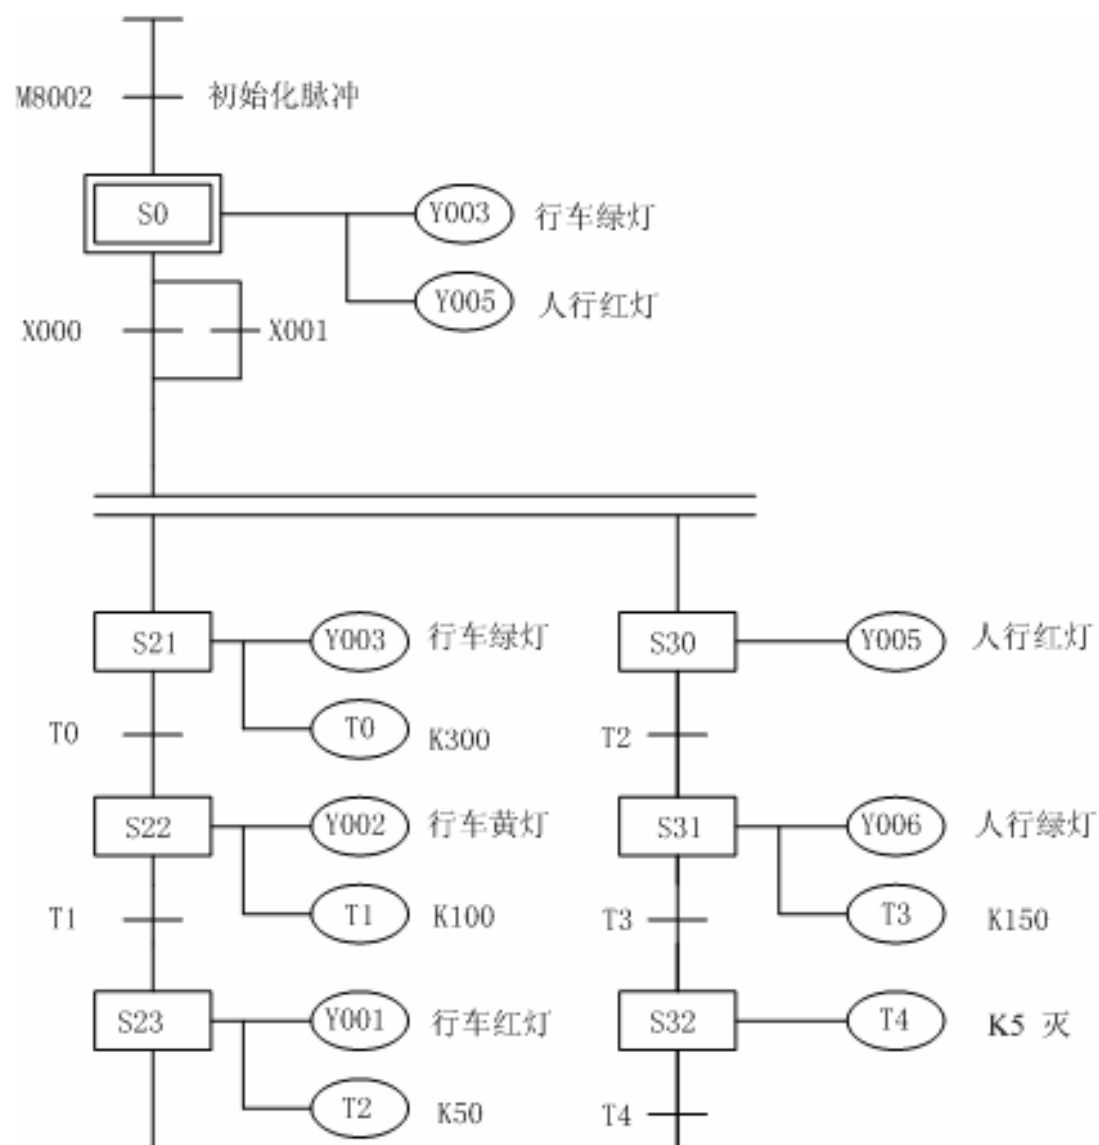 M8002 初始化脉冲
S0 Y003 行车绿灯
Y005 人行红灯
X000 X001
S21 Y003 行车绿灯 S30 Y005 人行红灯
T0 T0 K300 T2
S22 Y002 行车黄灯 S31 Y006 人行绿灯
T1 T1 K100 T3 T3 K150
S23 Y001 行车红灯 S32 T4 K5 灭
T2 K50 T4